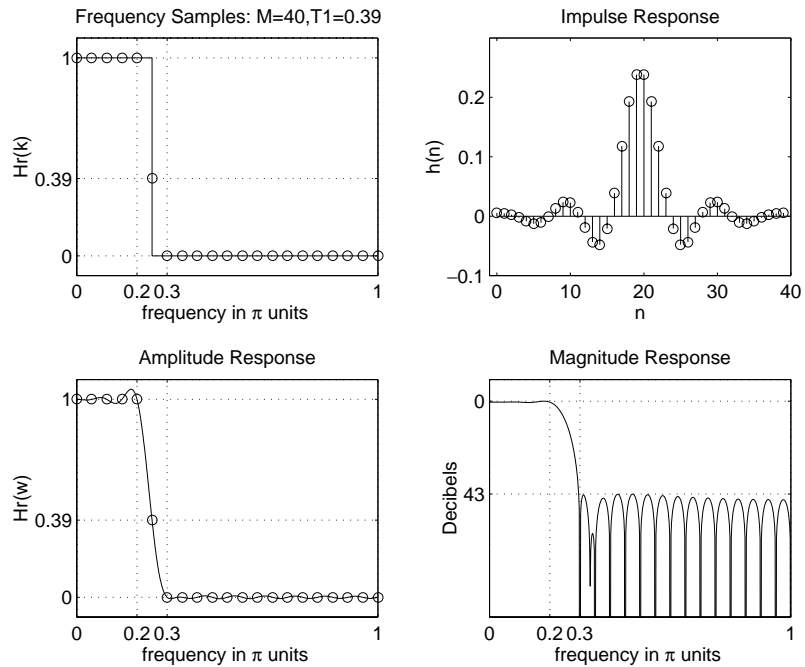 Frequency Samples: M=40,T1=0.39
Hr(k)
1
0.39
0
0 0.2 0.3 1
frequency in π units
Impulse Response
h(n)
0.2
0.1
0
−0.1
0 10 20 30 40
n
Amplitude Response
Hr(w)
1
0.39
0
0 0.2 0.3 1
frequency in π units
Magnitude Response
Decibels
0
43
0 0.2 0.3 1
frequency in π units